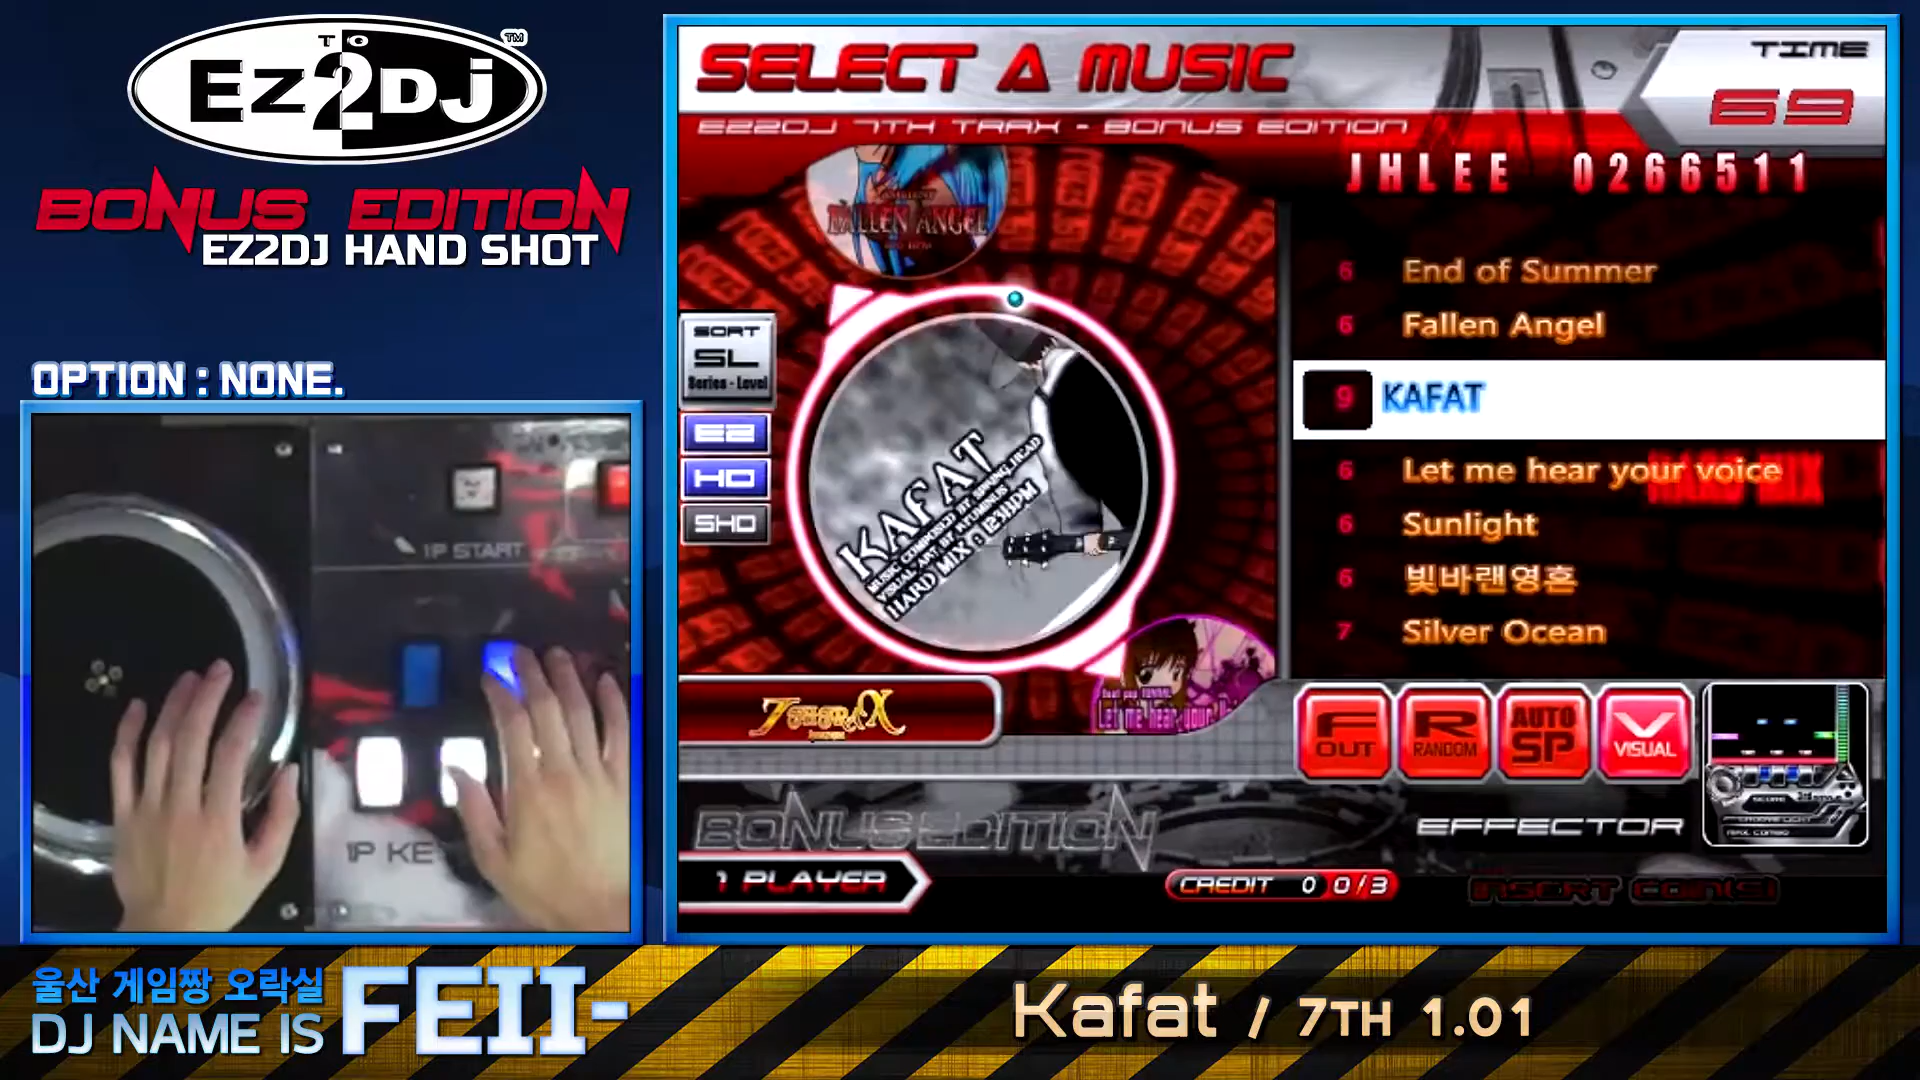 TO
EZ2DJ
TM
BONUS EDITION
EZ2DJ HAND SHOT
OPTION : NONE.
1P START
1P KE
울산 게임짱 오락실
DJ NAME IS
FEII-
SELECT A MUSIC
TIME
69
EZ2DJ 7TH TRAX - BONUS EDITION
JHLEE 0266511
FALLEN ANGEL
SORT
SL
Series - Level
EZ
HD
SHD
KAFAT
HARD MIX : 123BPM
6 End of Summer
6 Fallen Angel
9 KAFAT
6 Let me hear your voice
HARD MIX
6 Sunlight
6 빛바랜영혼
7 Silver Ocean
F OUT
R RANDOM
AUTO SP
V VISUAL
EFFECTOR
BONUS EDITION
1 PLAYER
CREDIT 0 0/3
INSERT COIN(S)
Kafat / 7TH 1.01